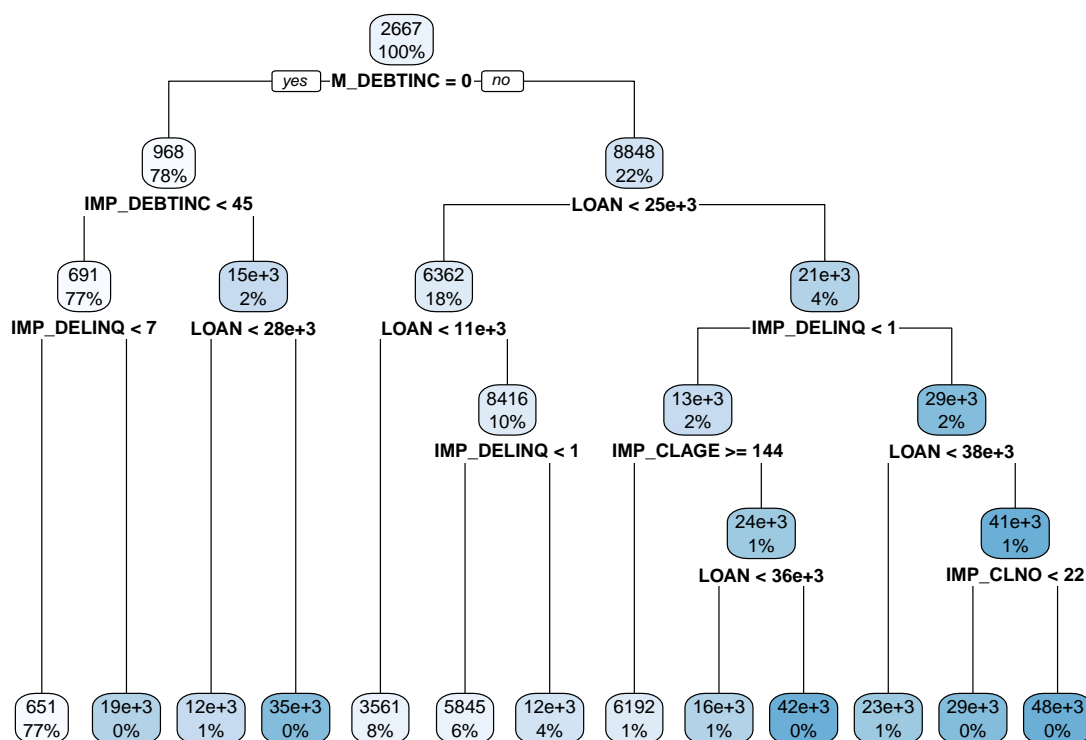 2667
100%
yes M_DEBTINC = 0 no
968
78%
8848
22%
IMP_DEBTINC < 45
LOAN < 25e+3
691
77%
15e+3
2%
6362
18%
21e+3
4%
IMP_DELINQ < 7
LOAN < 28e+3
LOAN < 11e+3
IMP_DELINQ < 1
8416
10%
13e+3
2%
29e+3
2%
IMP_DELINQ < 1
IMP_CLAGE >= 144
LOAN < 38e+3
24e+3
1%
41e+3
1%
LOAN < 36e+3
IMP_CLNO < 22
651
77%
19e+3
0%
12e+3
1%
35e+3
0%
3561
8%
5845
6%
12e+3
4%
6192
1%
16e+3
1%
42e+3
0%
23e+3
1%
29e+3
0%
48e+3
0%